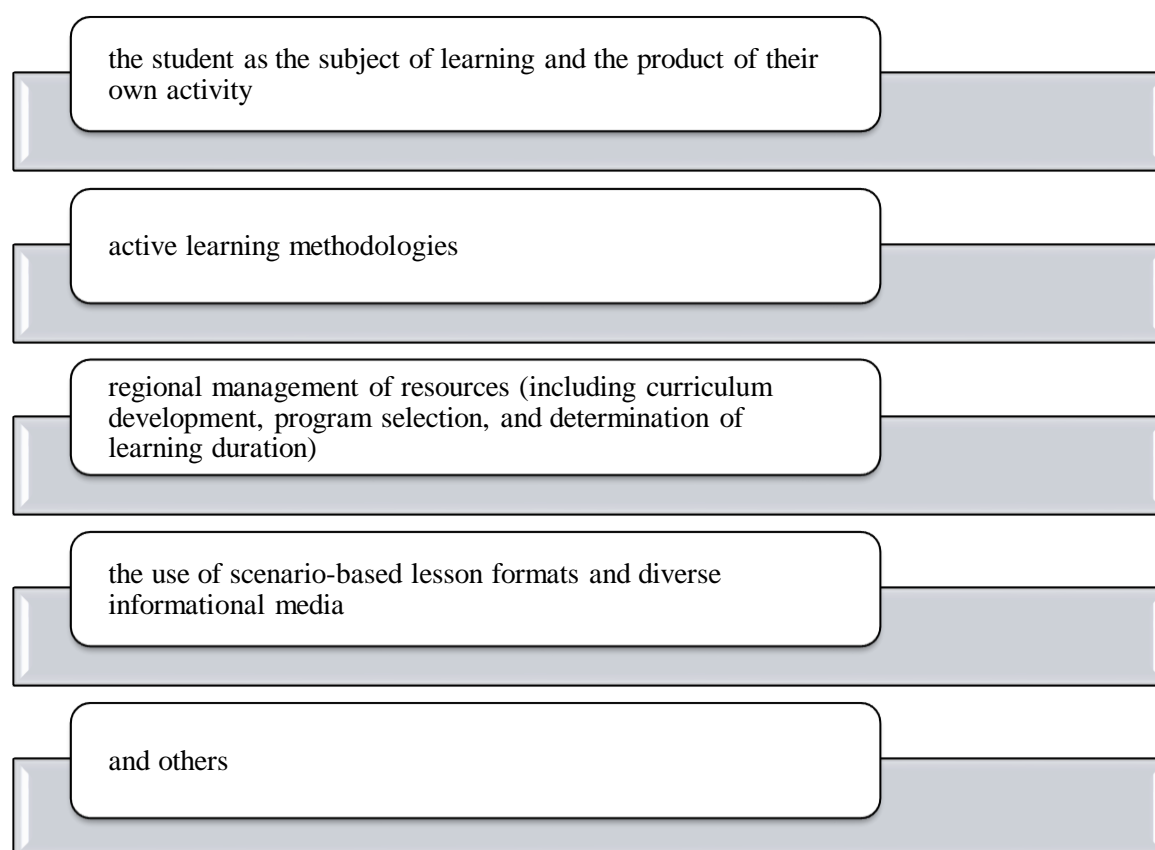 the student as the subject of learning and the product of their
own activity
active learning methodologies
regional management of resources (including curriculum
development, program selection, and determination of
learning duration)
the use of scenario-based lesson formats and diverse
informational media
and others